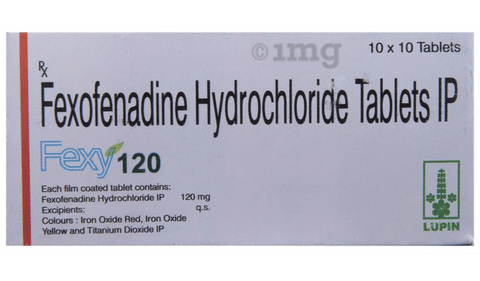 ©1mg
10 x 10 Tablets
Rx
Fexofenadine Hydrochloride Tablets IP
Fexy 120
Each film coated tablet contains:
Fexofenadine Hydrochloride IP 120 mg
Excipients: q.s.
Colours : Iron Oxide Red, Iron Oxide
Yellow and Titanium Dioxide IP
LUPIN